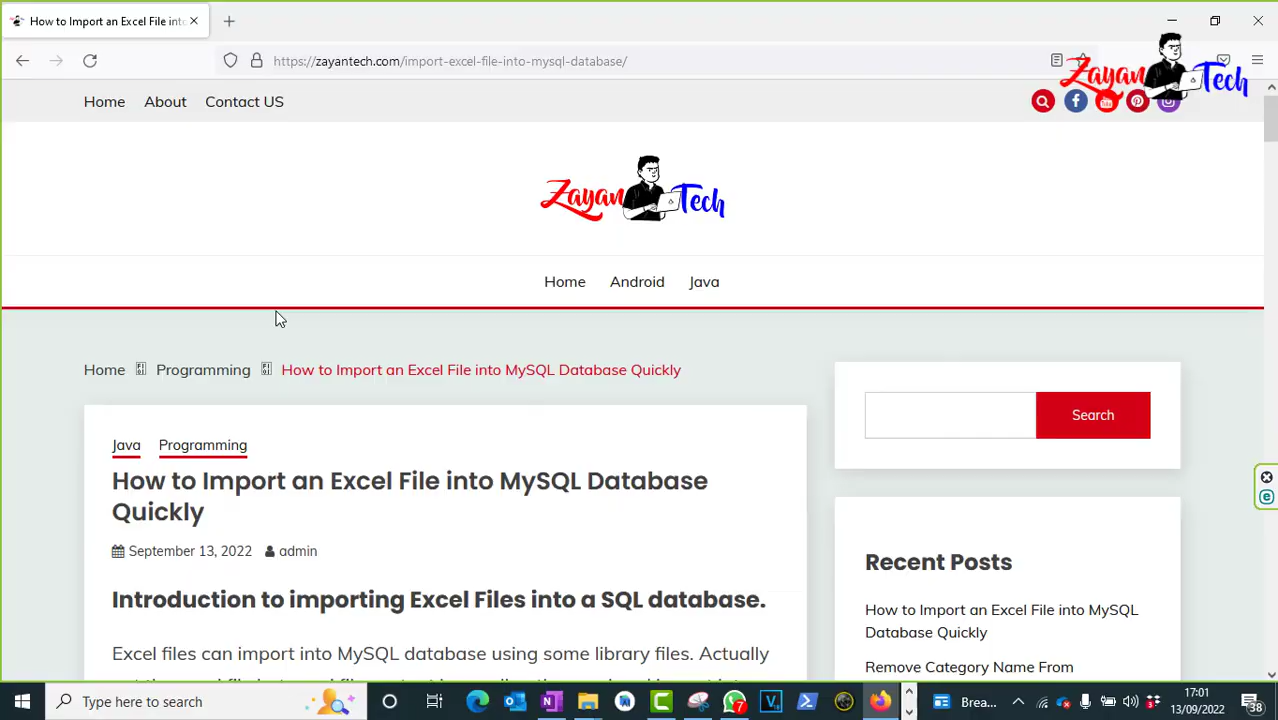 How to Import an Excel File into
https://zayantech.com/import-excel-file-into-mysql-database/
Zayan Tech
Home About Contact US
Zayan Tech
Home Android Java
Home Programming How to Import an Excel File into MySQL Database Quickly
Search
Java Programming
How to Import an Excel File into MySQL Database
Quickly
September 13, 2022 admin
Introduction to importing Excel Files into a SQL database.
Excel files can import into MySQL database using some library files. Actually
Recent Posts
How to Import an Excel File into MySQL
Database Quickly
Remove Category Name From
Type here to search
7
Brea...
3
17:01
13/09/2022
38